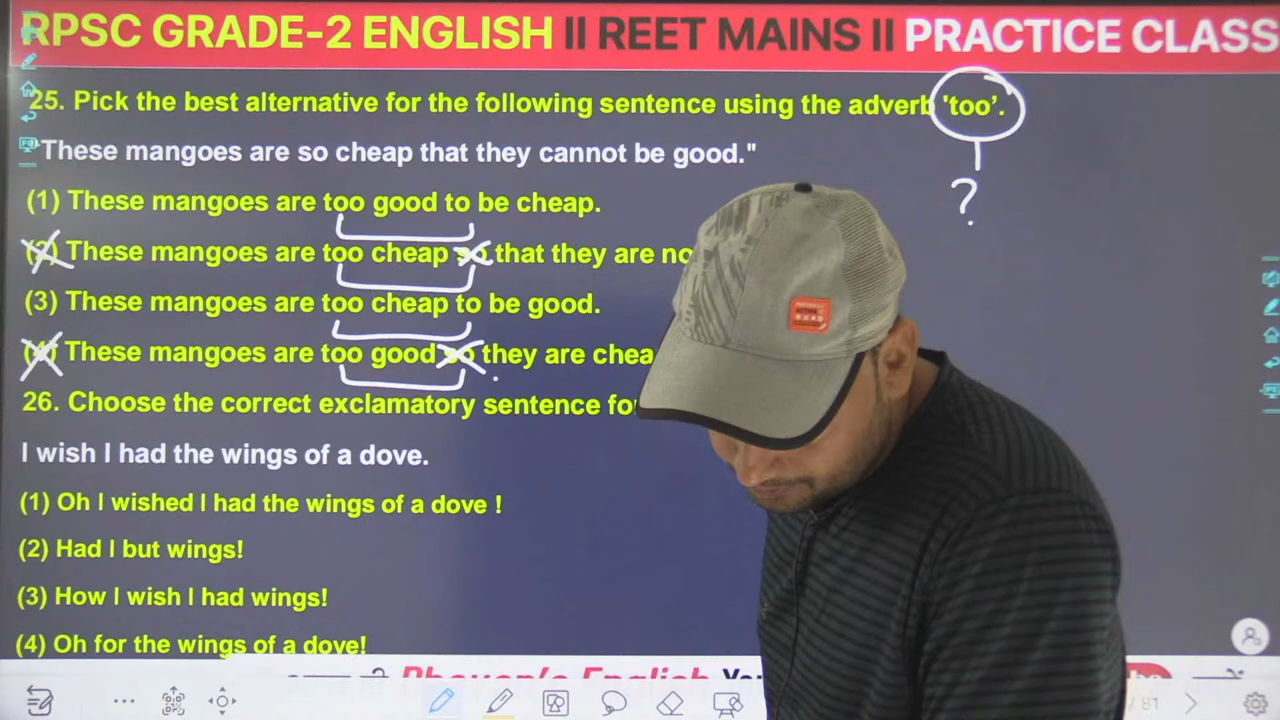 RPSC GRADE-2 ENGLISH II REET MAINS II PRACTICE CLASS
25. Pick the best alternative for the following sentence using the adverb 'too'.
?
These mangoes are so cheap that they cannot be good."
(1) These mangoes are too good to be cheap.
(2) These mangoes are too cheap so that they are
(3) These mangoes are too cheap to be good.
(4) These mangoes are too good so they are
26. Choose the correct exclamatory sentence
I wish I had the wings of a dove.
(1) Oh I wished I had the wings of a dove !
(2) Had I but wings!
(3) How I wish I had wings!
(4) Oh for the wings of a dove!
English
/ 81